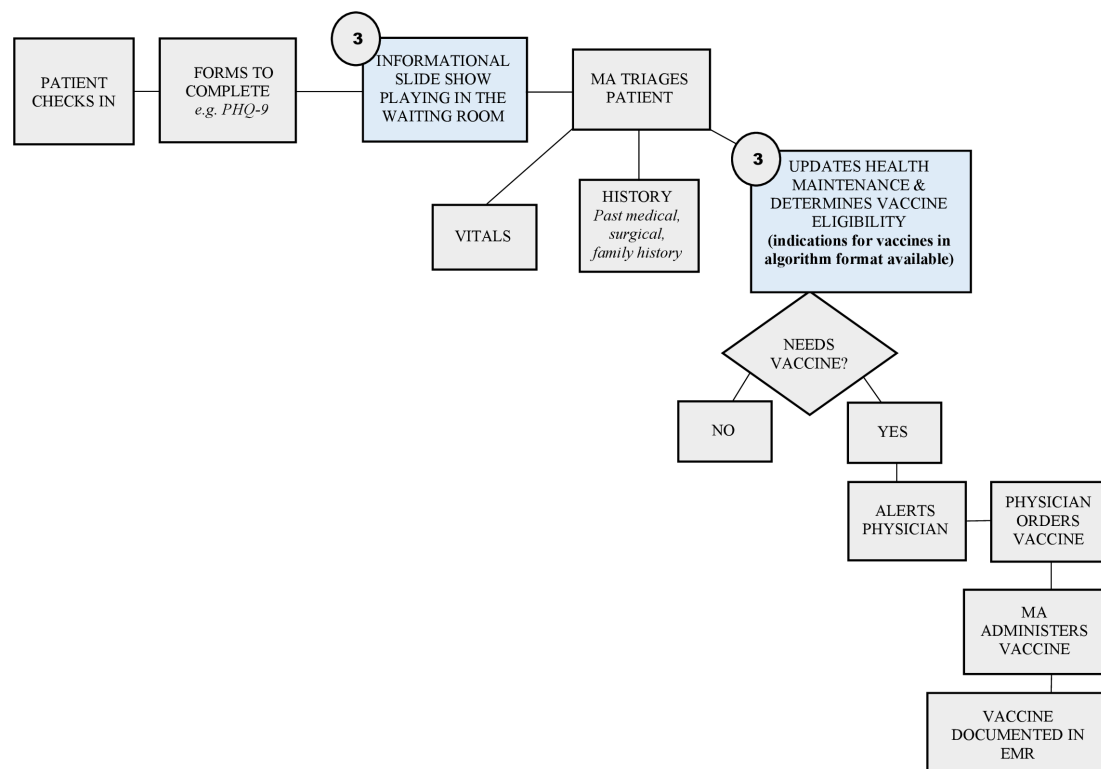 PATIENT
CHECKS IN
FORMS TO
COMPLETE
e.g. PHQ-9
3
INFORMATIONAL
SLIDE SHOW
PLAYING IN THE
WAITING ROOM
MA TRIAGES
PATIENT
VITALS
HISTORY
Past medical,
surgical,
family history
3
UPDATES HEALTH
MAINTENANCE &
DETERMINES VACCINE
ELIGIBILITY
(indications for vaccines in
algorithm format available)
NEEDS
VACCINE?
NO
YES
ALERTS
PHYSICIAN
PHYSICIAN
ORDERS
VACCINE
MA
ADMINISTERS
VACCINE
VACCINE
DOCUMENTED IN
EMR